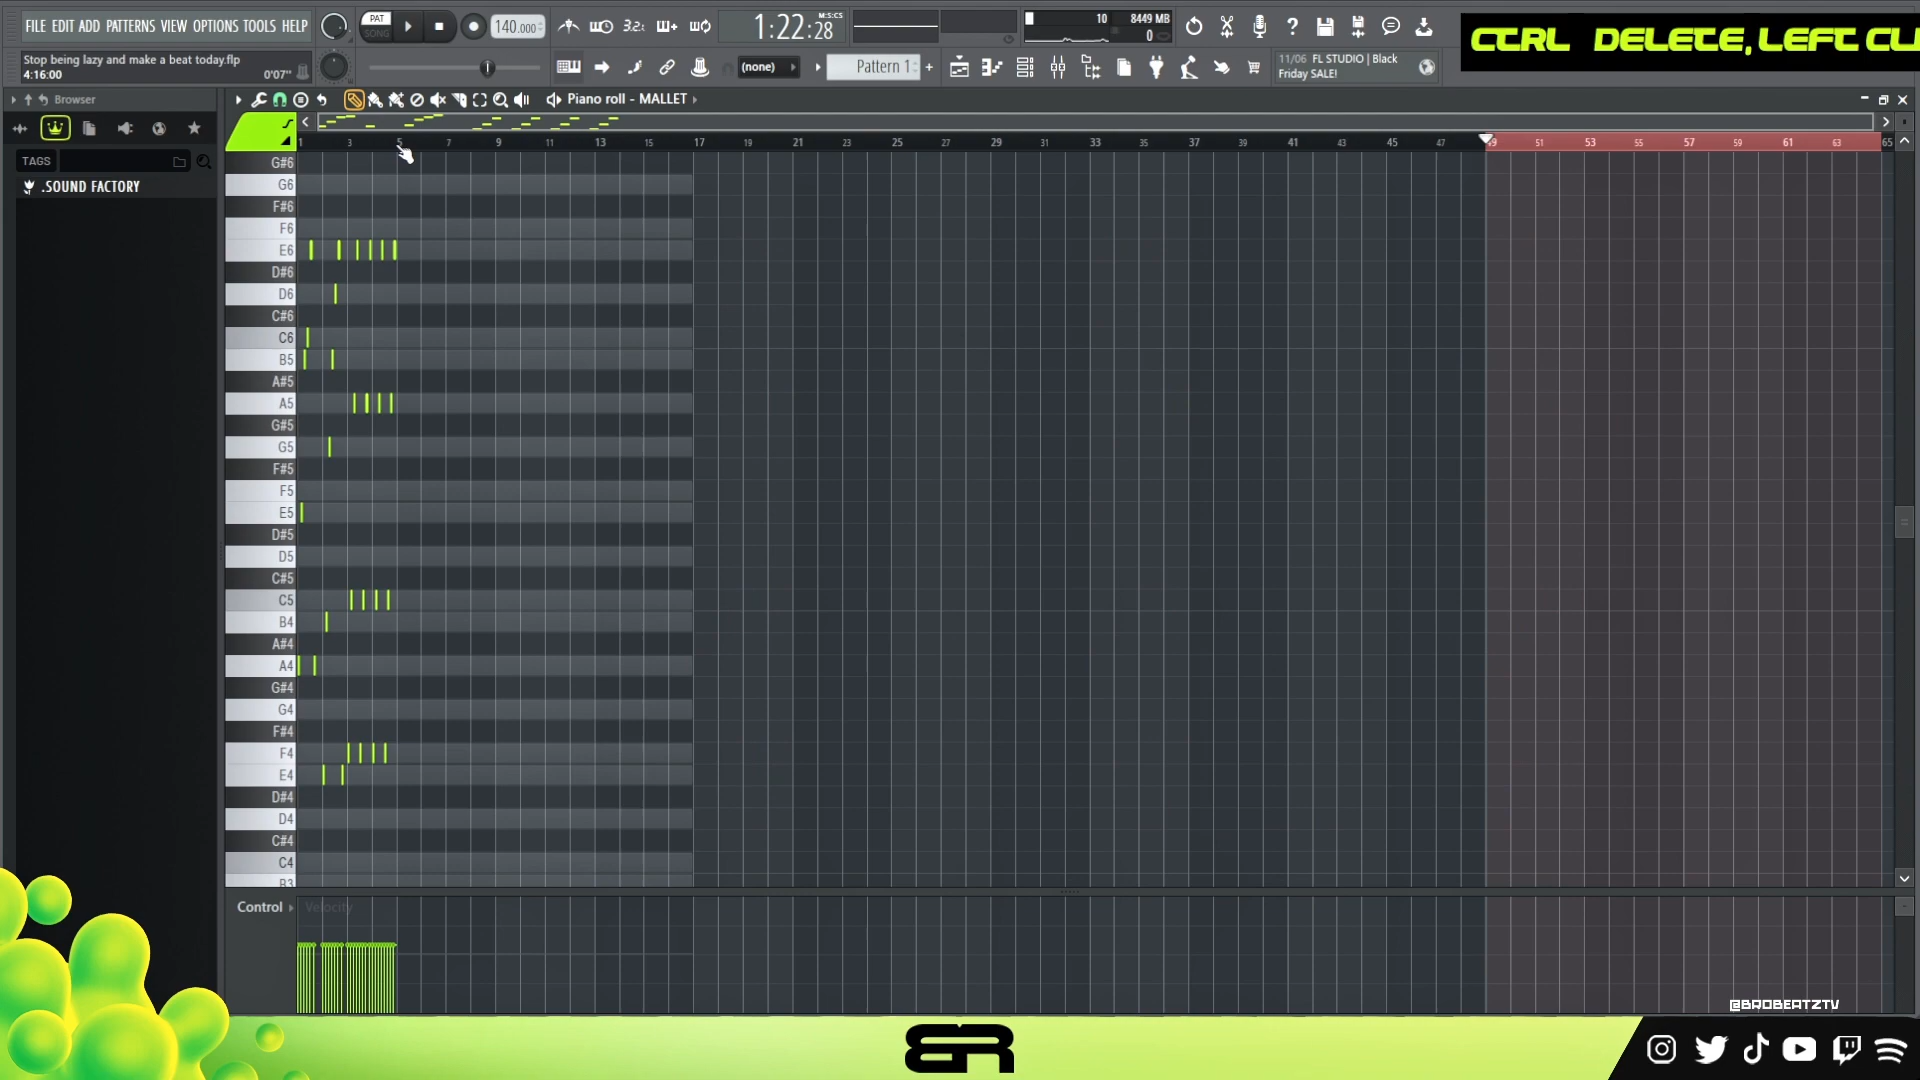 FILE EDIT ADD PATTERNS VIEW OPTIONS TOOLS HELP
PAT
SONG
140.000
3.2:
1:22:28
M:S:CS
10
8449 MB
0
CTRL DELETE, LEFT CLI
Stop being lazy and make a beat today.flp
4:16:00
0'07"
(none)
Pattern 1
11/06 FL STUDIO | Black
Friday SALE!
Browser
Piano roll - MALLET
TAGS
.SOUND FACTORY
1 3 5 7 9 11 13 15 17 19 21 23 25 27 29 31 33 35 37 39 41 43 45 47 49 51 53 55 57 59 61 63 65
G#6
G6
F#6
F6
E6
D#6
D6
C#6
C6
B5
A#5
A5
G#5
G5
F#5
F5
E5
D#5
D5
C#5
C5
B4
A#4
A4
G#4
G4
F#4
F4
E4
D#4
D4
C#4
C4
B3
Control
Velocity
@BROBEATZTV
BR